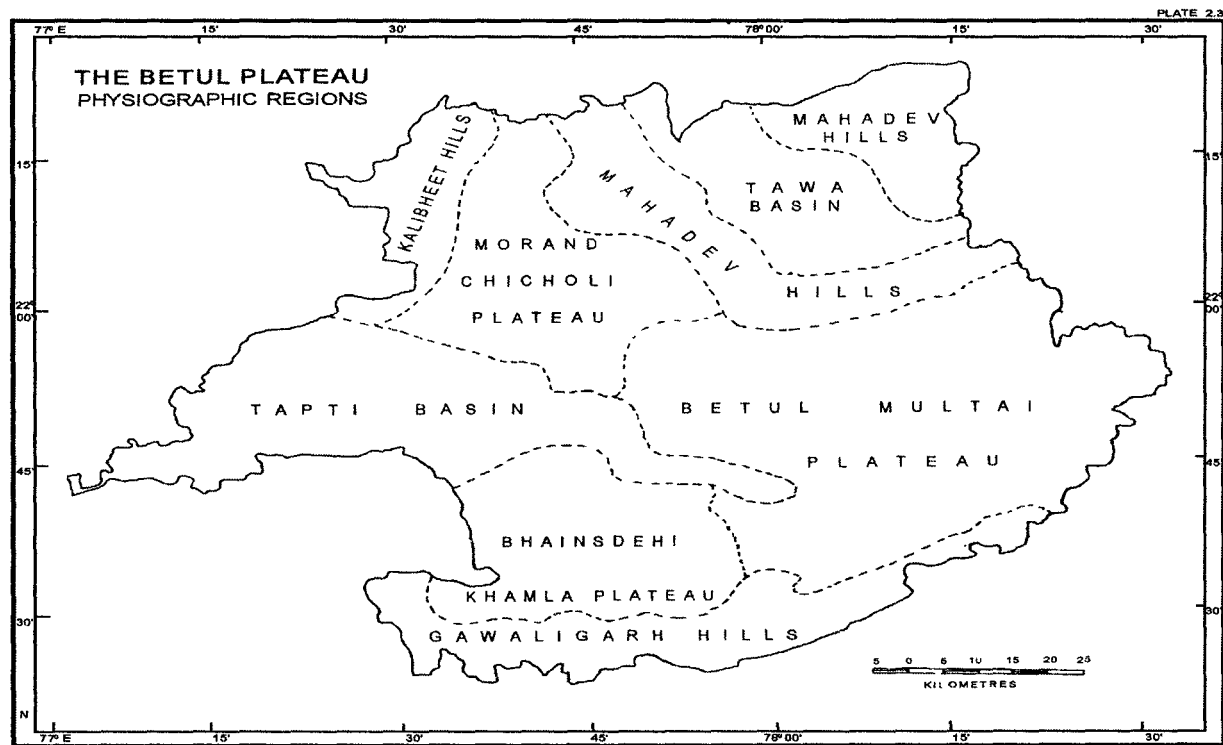 PLATE 2.3
77° E 15' 30' 45' 78° 00' 15' 30'
THE BETUL PLATEAU
PHYSIOGRAPHIC REGIONS
MAHADEV
HILLS
15'
15'
KALIBHEET HILLS
MAHADEV
HILLS
TAWA
BASIN
MORAND
CHICHOLI
PLATEAU
22°
00'
22°
00'
TAPTI BASIN
BETUL MULTAI
PLATEAU
45'
45'
BHAINSDEHI
KHAMLA PLATEAU
30'
30'
GAWALIGARH HILLS
5 0 5 10 15 20 25
KILOMETRES
N
77° E 15' 30' 45' 78° 00' 15' 30'